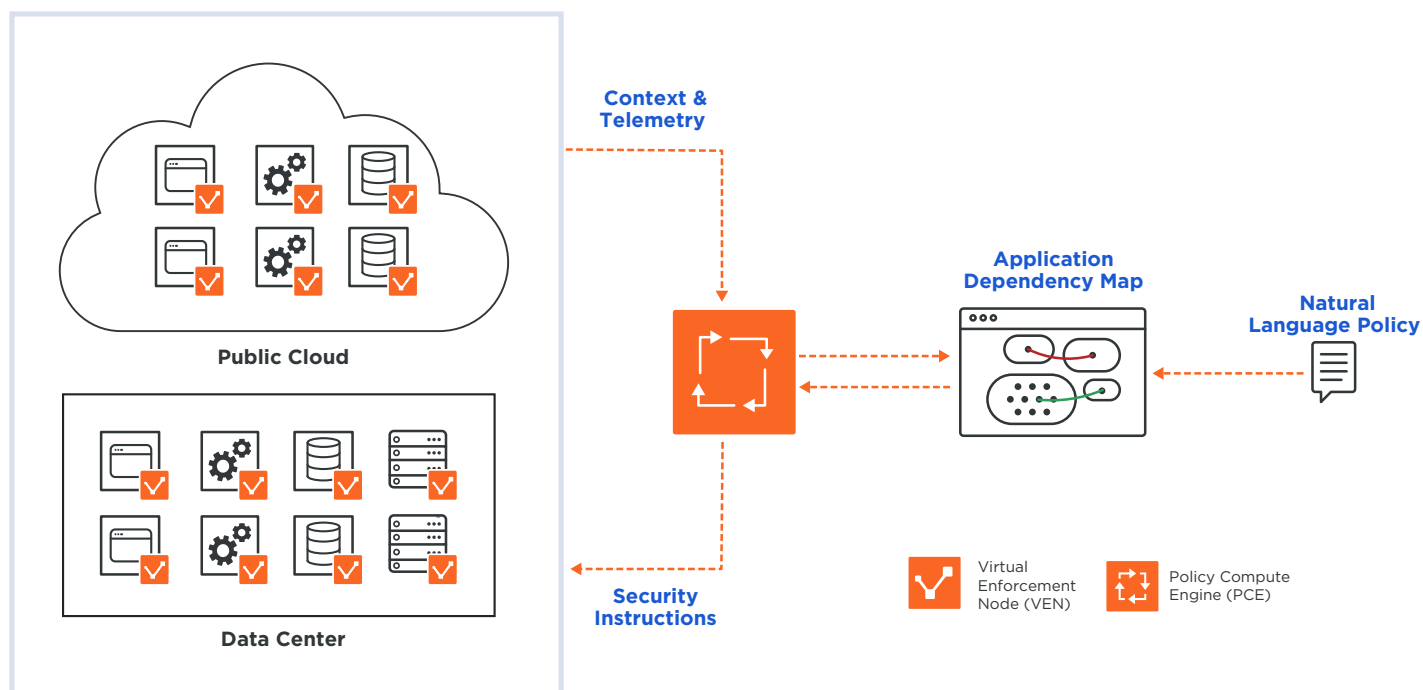 Context &
Telemetry
Public Cloud
Application
Dependency Map
Natural
Language Policy
Security
Instructions
Data Center
Virtual
Enforcement
Node (VEN)
Policy Compute
Engine (PCE)